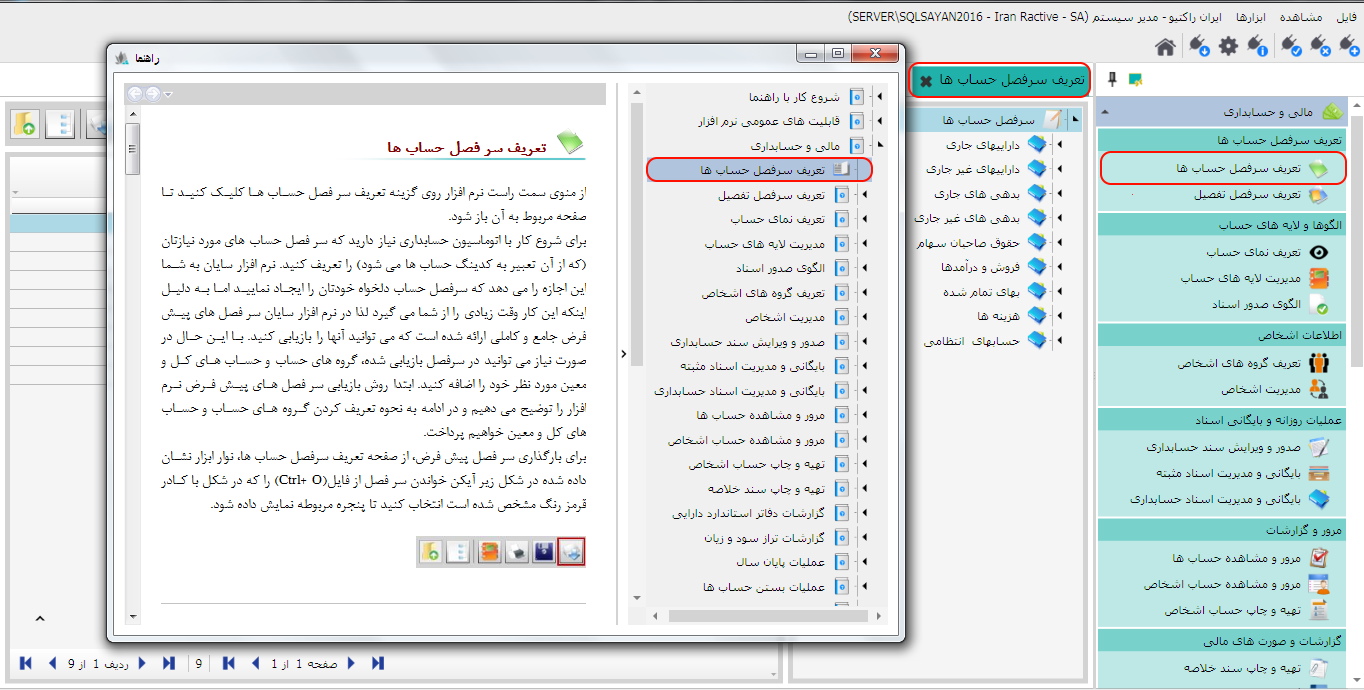 فایل مشاهده ابزارها ایران راکتیو - مدیر سیستم (SERVER\SQLSAYAN2016 - Iran Ractive - SA)
مالی و حسابداری
تعریف سرفصل حساب ها
تعریف سرفصل حساب ها
تعریف سرفصل تفصیل
الگوها و لایه های حساب
تعریف نمای حساب
مدیریت لایه های حساب
الگوی صدور اسناد
اطلاعات اشخاص
تعریف گروه های اشخاص
مدیریت اشخاص
عملیات روزانه و بایگانی اسناد
صدور و ویرایش سند حسابداری
بایگانی و مدیریت اسناد مثبته
بایگانی و مدیریت اسناد حسابداری
مرور و گزارشات
مرور و مشاهده حساب ها
مرور و مشاهده حساب اشخاص
تهیه و چاپ حساب اشخاص
گزارشات و صورت های مالی
تهیه و چاپ سند خلاصه
تعریف سرفصل حساب ها
سرفصل حساب ها
داراییهای جاری
داراییهای غیر جاری
بدهی های جاری
بدهی های غیر جاری
حقوق صاحبان سهام
فروش و درآمدها
بهای تمام شده
هزینه ها
حسابهای انتظامی
راهنما
شروع کار با راهنما
قابلیت های عمومی نرم افزار
مالی و حسابداری
تعریف سرفصل حساب ها
تعریف سرفصل تفصیل
تعریف نمای حساب
مدیریت لایه های حساب
الگوی صدور اسناد
تعریف گروه های اشخاص
مدیریت اشخاص
صدور و ویرایش سند حسابداری
بایگانی و مدیریت اسناد مثبته
بایگانی و مدیریت اسناد حسابداری
مرور و مشاهده حساب ها
مرور و مشاهده حساب اشخاص
تهیه و چاپ حساب اشخاص
تهیه و چاپ سند خلاصه
گزارشات دفاتر استاندارد دارایی
گزارشات تراز سود و زیان
عملیات پایان سال
عملیات بستن حساب ها
تعریف سر فصل حساب ها
از منوی سمت راست نرم افزار روی گزینه تعریف سر فصل حساب ها کلیک کنید تا
صفحه مربوط به آن باز شود.
برای شروع کار با اتوماسیون حسابداری نیاز دارید که سر فصل حساب های مورد نیازتان
(که از آن تعبیر به کدینگ حساب ها می شود) را تعریف کنید. نرم افزار سایان به شما
این اجازه را می دهد که سرفصل حساب دلخواه خودتان را ایجاد نمایید اما به دلیل
اینکه این کار وقت زیادی را از شما می گیرد لذا در نرم افزار سایان سر فصل های پیش
فرض جامع و کاملی ارائه شده است که می توانید آنها را بازیابی کنید. با این حال در
صورت نیاز می توانید در سرفصل بازیابی شده، گروه های حساب و حساب های کل و
معین مورد نظر خود را اضافه کنید. ابتدا روش بازیابی سر فصل های پیش فرض نرم
افزار را توضیح می دهیم و در ادامه به نحوه تعریف کردن گروه های حساب و حساب
های کل و معین خواهیم پرداخت.
برای بارگذاری سر فصل پیش فرض، از صفحه تعریف سرفصل حساب ها، نوار ابزار نشان
داده شده در شکل زیر آیکن خواندن سر فصل از فایل(Ctrl+ O) را که در شکل با کادر
قرمز رنگ مشخص شده است انتخاب کنید تا پنجره مربوطه نمایش داده شود.
ردیف 1 از 9
9
صفحه 1 از 1